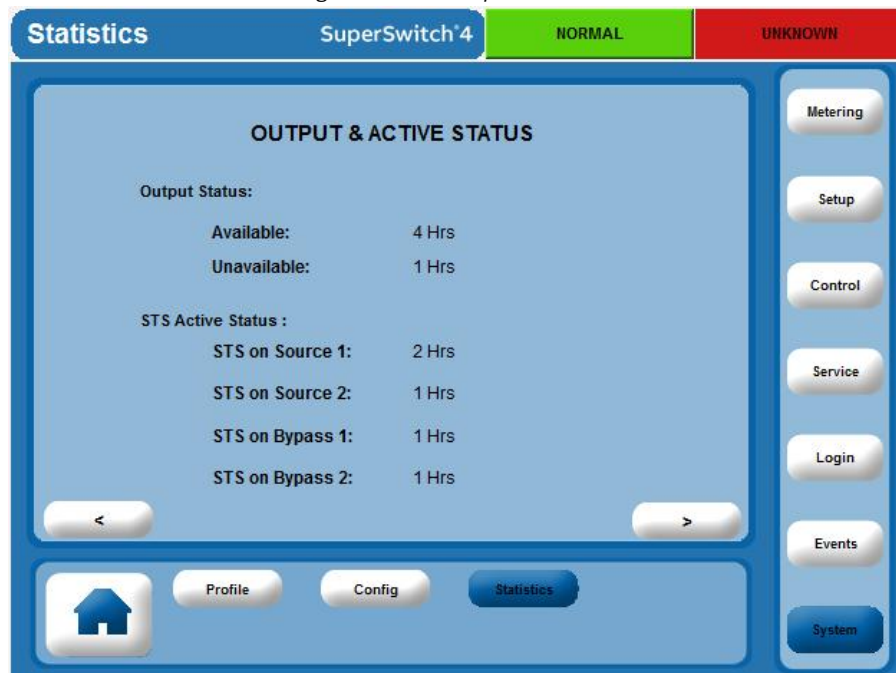 Statistics SuperSwitch®4 NORMAL UNKNOWN
OUTPUT & ACTIVE STATUS
Output Status:
Available: 4 Hrs
Unavailable: 1 Hrs
STS Active Status :
STS on Source 1: 2 Hrs
STS on Source 2: 1 Hrs
STS on Bypass 1: 1 Hrs
STS on Bypass 2: 1 Hrs
< >
Profile Config Statistics
Metering
Setup
Control
Service
Login
Events
System